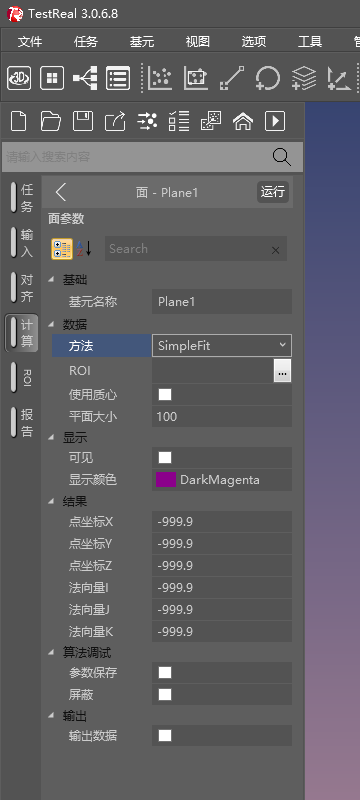 TestReal 3.0.6.8
文件 任务 基元 视图 选项 工具
3D
请输入搜索内容
任务
输入
对齐
计算
ROI
报告
面 - Plane1 运行
面参数
Search
基础
基元名称 Plane1
数据
方法 SimpleFit
ROI ...
使用质心
平面大小 100
显示
可见
显示颜色 DarkMagenta
结果
点坐标X -999.9
点坐标Y -999.9
点坐标Z -999.9
法向量I -999.9
法向量J -999.9
法向量K -999.9
算法调试
参数保存
屏蔽
输出
输出数据